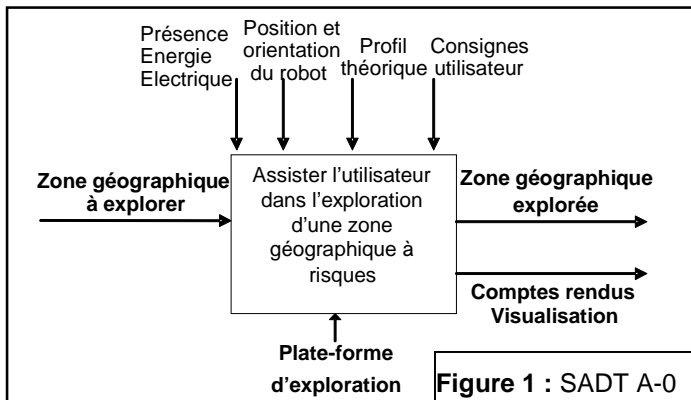 Présence
Energie
Electrique
Position et
orientation
du robot
Profil
théorique
Consignes
utilisateur
Zone géographique
à explorer
Assister l’utilisateur
dans l’exploration
d’une zone
géographique à
risques
Zone géographique
explorée
Comptes rendus
Visualisation
Plate-forme
d’exploration
Figure 1 : SADT A-0